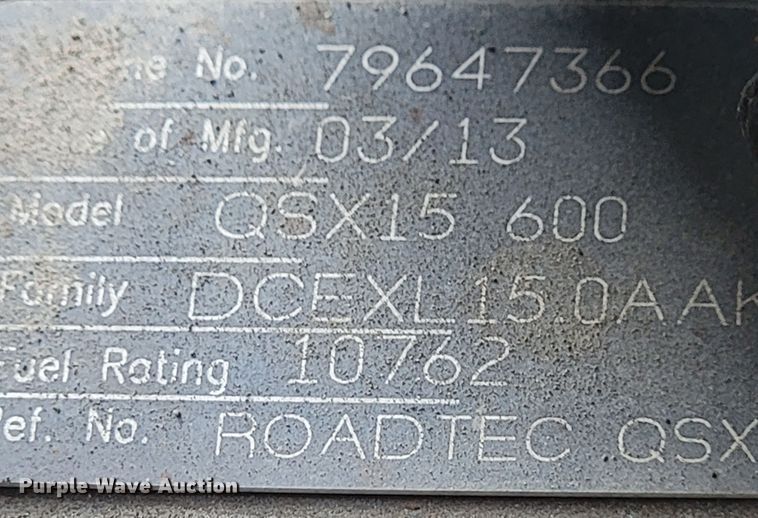 No. 79647366
of Mfg. 03/13
Model QSX15 600
Family DCEXL15.0AAK
Fuel Rating 10762
Ref. No. ROADTEC QSX
Purple Wave Auction